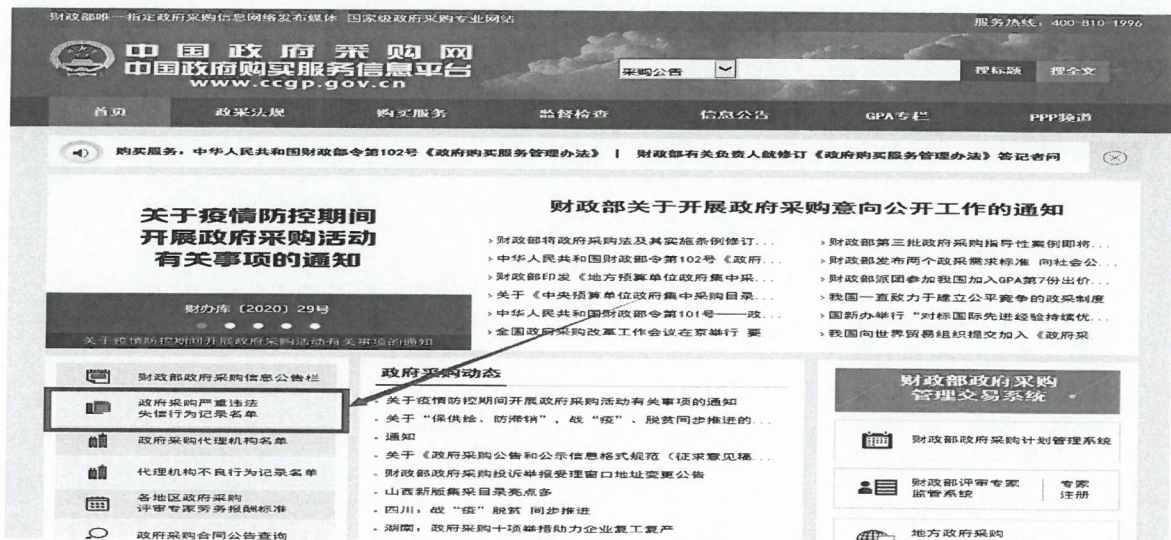 财政部唯一指定政府采购信息网络发布媒体 国家级政府采购专业网站
服务热线：400-810-1996
中国政府采购网
中国政府购买服务信息平台
www.ccgp.gov.cn
采购公告
搜标题 搜全文
首页 政采法规 购买服务 监督检查 信息公告 GPA专栏 PPP频道
购买服务：中华人民共和国财政部令第102号《政府购买服务管理办法》 | 财政部有关负责人就修订《政府购买服务管理办法》答记者问
关于疫情防控期间
开展政府采购活动
有关事项的通知
财办库〔2020〕29号
关于疫情防控期间开展政府采购活动有关事项的通知
财政部关于开展政府采购意向公开工作的通知
›财政部将政府采购法及其实施条例修订...
›中华人民共和国财政部令第102号《政府...
›财政部印发《地方预算单位政府集中采...
›关于《中央预算单位政府集中采购目录...
›中华人民共和国财政部令第101号——政...
›全国政府采购改革工作会议在京举行 要
›财政部第三批政府采购指导性案例即将...
›财政部发布两个政采需求标准 向社会公...
›财政部派团参加我国加入GPA第7份出价...
›我国一直致力于建立公平竞争的政采制度
›国新办举行“对标国际先进经验持续优...
›我国向世界贸易组织提交加入《政府采
财政部政府采购信息公告栏
政府采购严重违法
失信行为记录名单
政府采购代理机构名单
代理机构不良行为记录名单
各地区政府采购
评审专家劳务报酬标准
政府采购合同公告查询
政府采购动态
·关于疫情防控期间开展政府采购活动有关事项的通知
·关于“保供给、防滞销”，战“疫”、脱贫同步推进的...
·通知
·关于《政府采购公告和公示信息格式规范（征求意见稿...
·财政部政府采购投诉举报受理窗口地址变更公告
·山西新版集采目录亮点多
·四川：战“疫”脱贫 同步推进
·湖南：政府采购十项举措助力企业复工复产
财政部政府采购
管理交易系统
财政部政府采购计划管理系统
财政部评审专家
监管系统
专家
注册
地方政府采购